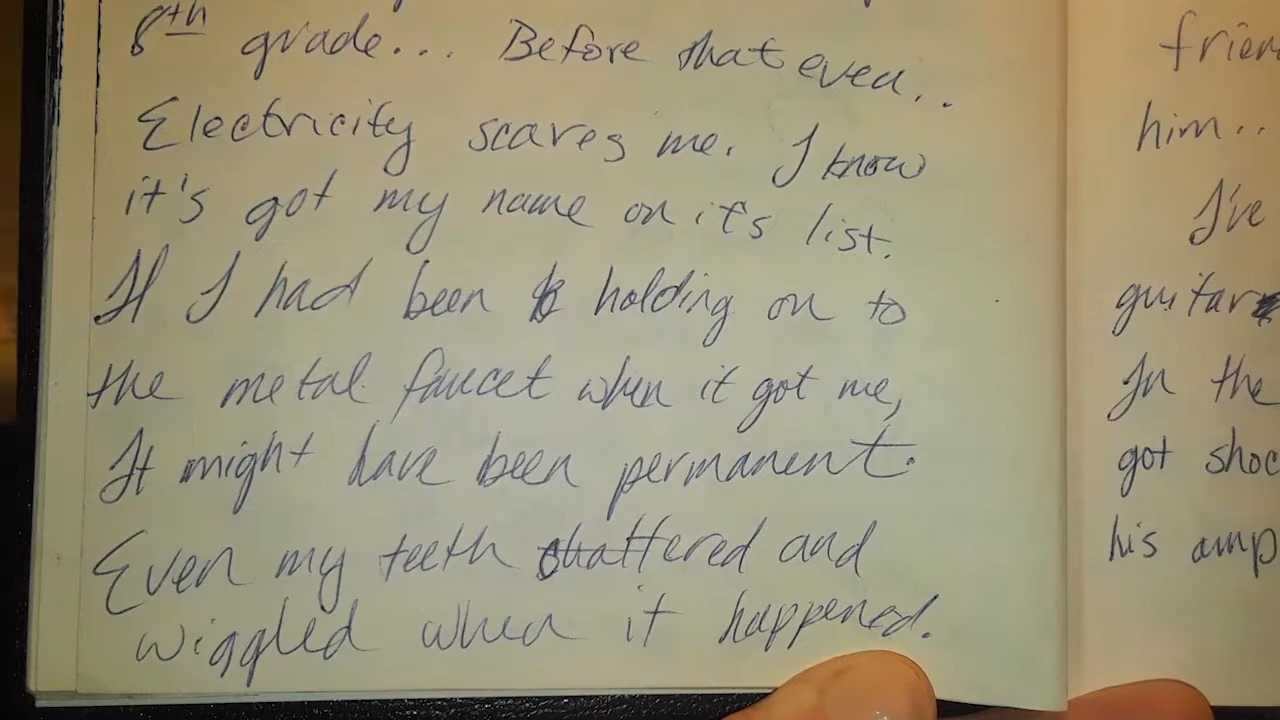 8th grade... Before that even..
Electricity scares me. I know
it's got my name on it's list.
If I had been holding on to
the metal faucet when it got me,
It might have been permanent.
Even my teeth chattered and
wiggled when it happened.
him..
I've
guitar
In the
got
his amp